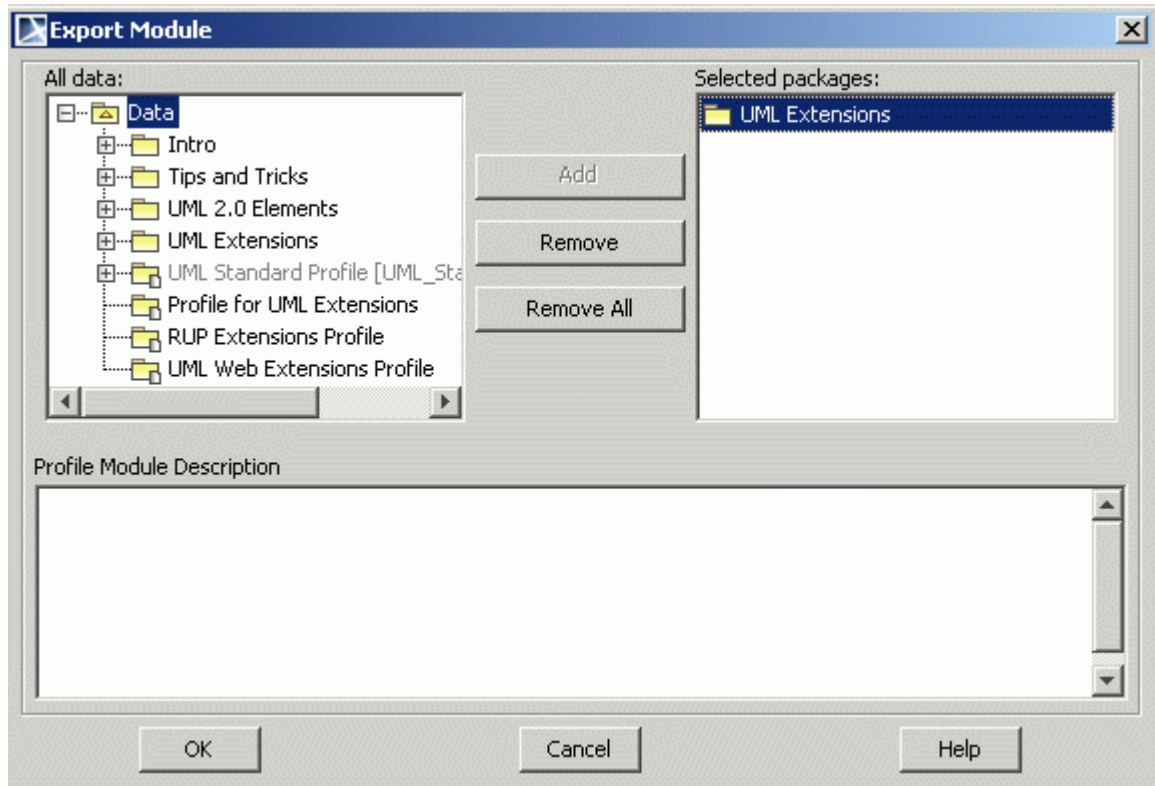 Export Module
All data:
Selected packages:
Data
Intro
Tips and Tricks
UML 2.0 Elements
UML Extensions
UML Standard Profile [UML_Sta
Profile for UML Extensions
RUP Extensions Profile
UML Web Extensions Profile
Add
Remove
Remove All
UML Extensions
Profile Module Description
OK
Cancel
Help